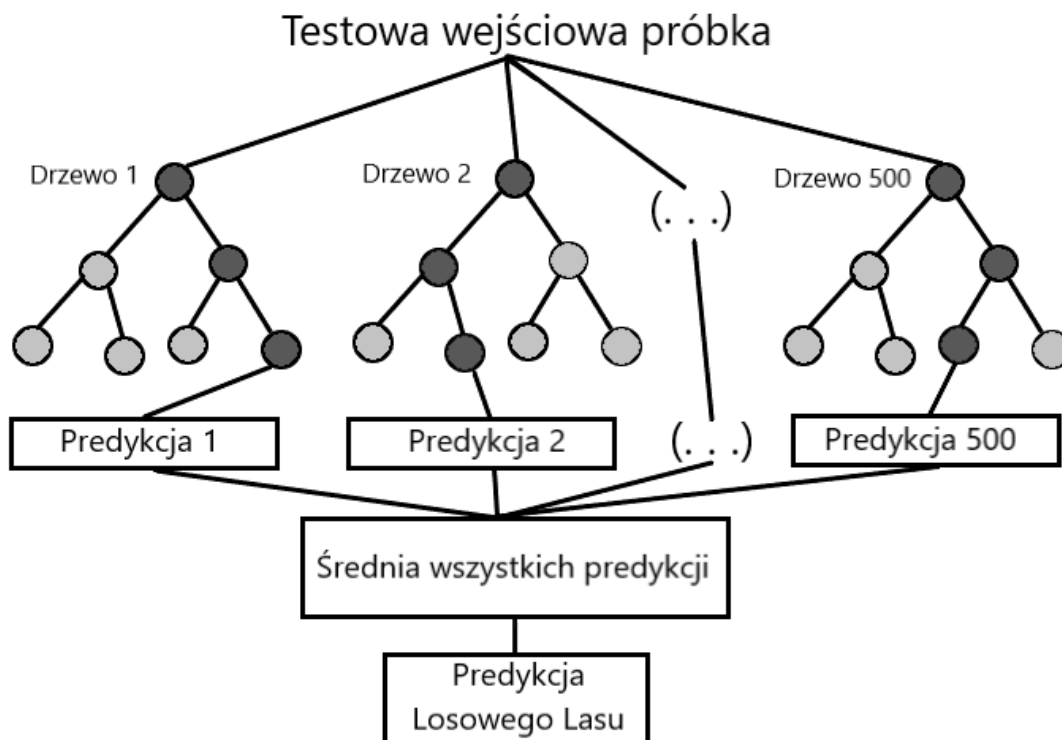 Testowa wejściowa próbka
Drzewo 1
Drzewo 2
(. . .)
Drzewo 500
Predykcja 1
Predykcja 2
(. . .)
Predykcja 500
Średnia wszystkich predykcji
Predykcja
Losowego Lasu